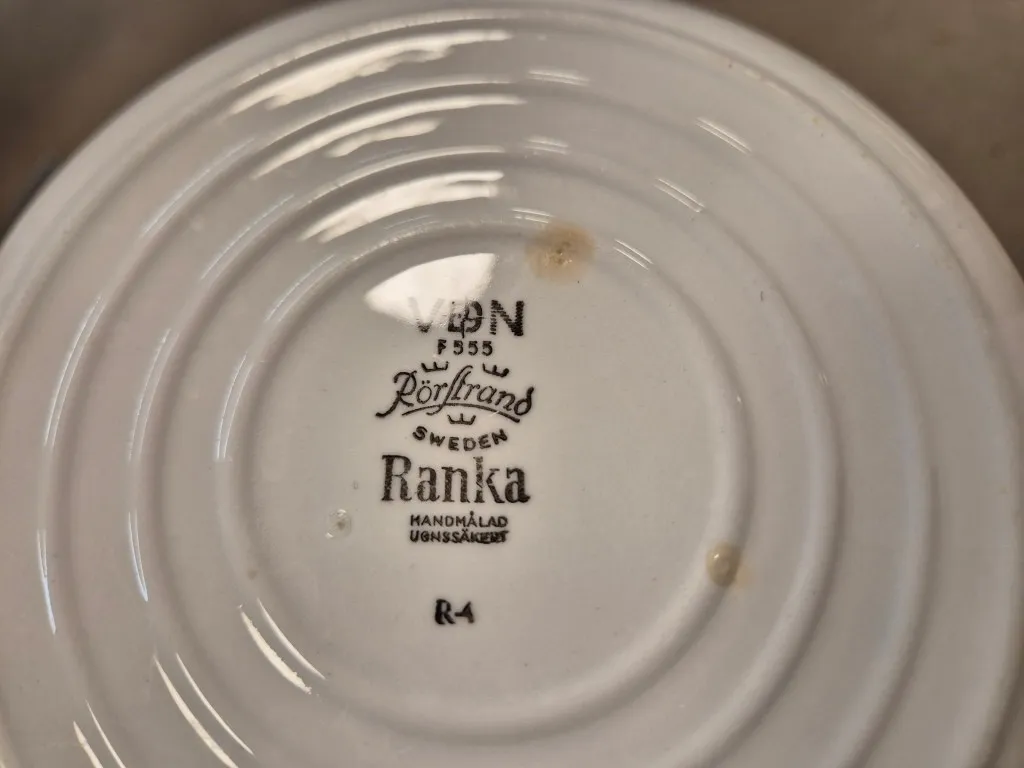 VDN
F555
Rörstrand
SWEDEN
Ranka
HANDMÅLAD
UGNSSÄKERT
R-4